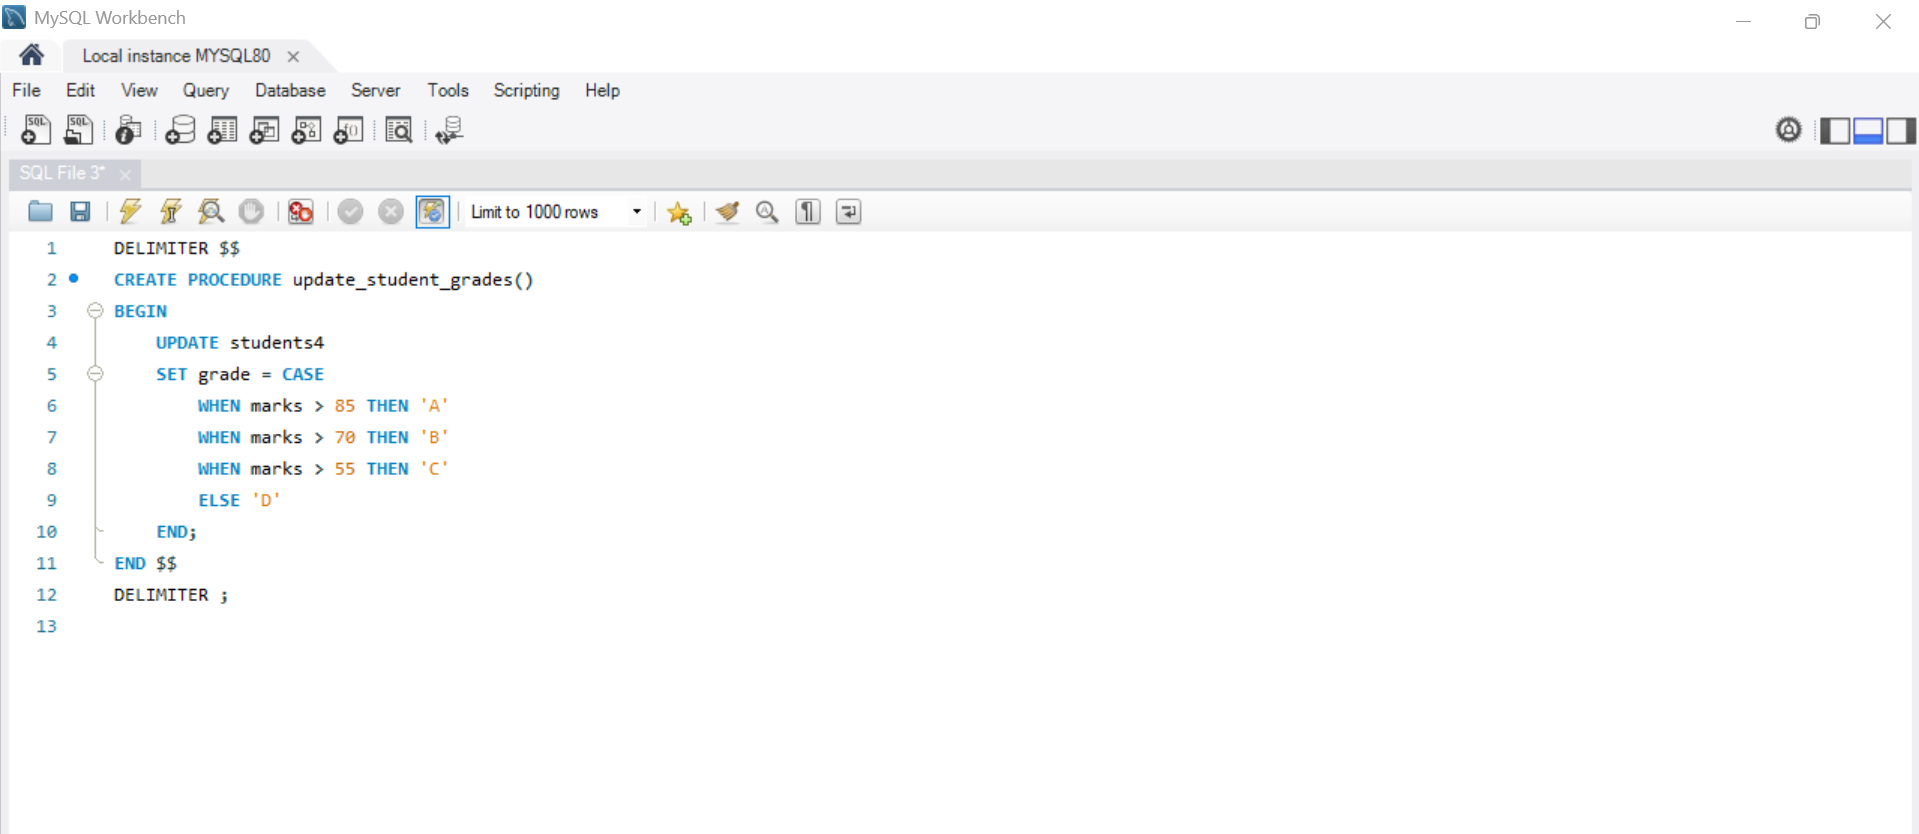 MySQL Workbench
Local instance MYSQL80
File Edit View Query Database Server Tools Scripting Help
SQL File 3*
Limit to 1000 rows
1 DELIMITER $$
2 CREATE PROCEDURE update_student_grades()
3 BEGIN
4 UPDATE students4
5 SET grade = CASE
6 WHEN marks > 85 THEN 'A'
7 WHEN marks > 70 THEN 'B'
8 WHEN marks > 55 THEN 'C'
9 ELSE 'D'
10 END;
11 END $$
12 DELIMITER ;
13